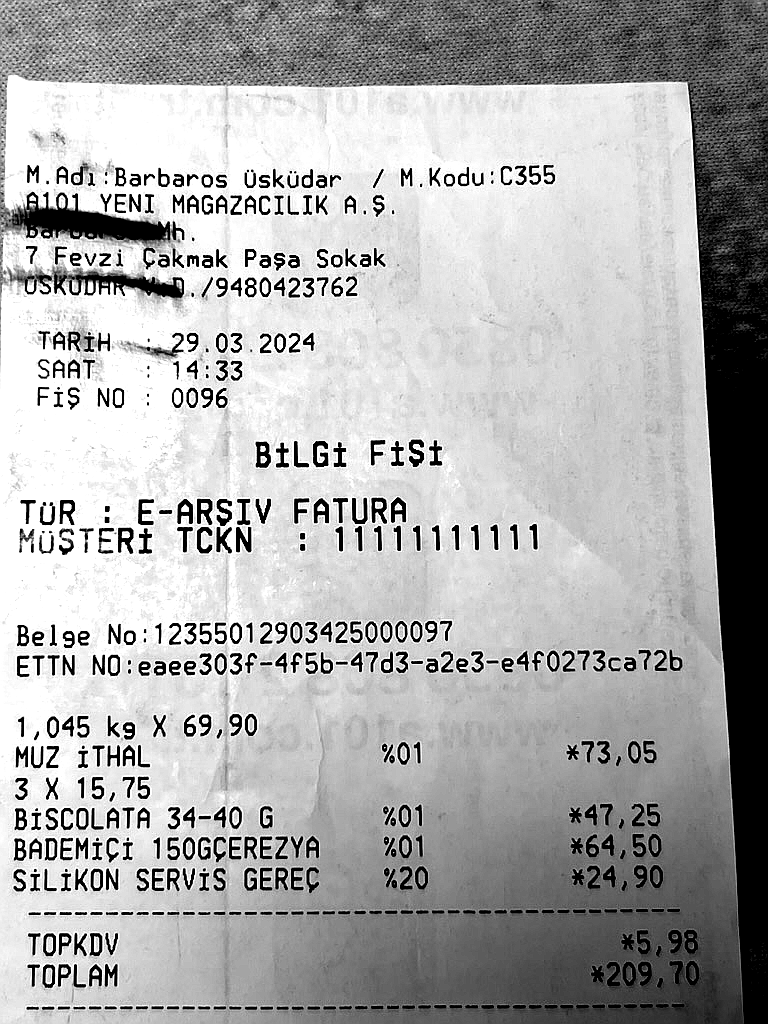 M.Adı:Barbaros Üsküdar / M.Kodu:C355
A101 YENI MAGAZACILIK A.Ş.
Mh.
7 Fevzi Çakmak Paşa Sokak
ÜSKÜDAR V.D./9480423762
TARİH : 29.03.2024
SAAT : 14:33
FİŞ NO : 0096
BİLGİ FİŞİ
TÜR : E-ARŞIV FATURA
MÜŞTERİ TCKN : 11111111111
Belge No:12355012903425000097
ETTN NO:eaee303f-4f5b-47d3-a2e3-e4f0273ca72b
1,045 kg X 69,90
MUZ İTHAL %01 *73,05
3 X 15,75
BİSCOLATA 34-40 G %01 *47,25
BADEMİÇİ 150GÇEREZYA %01 *64,50
SİLİKON SERVİS GEREÇ %20 *24,90
TOPKDV *5,98
TOPLAM *209,70